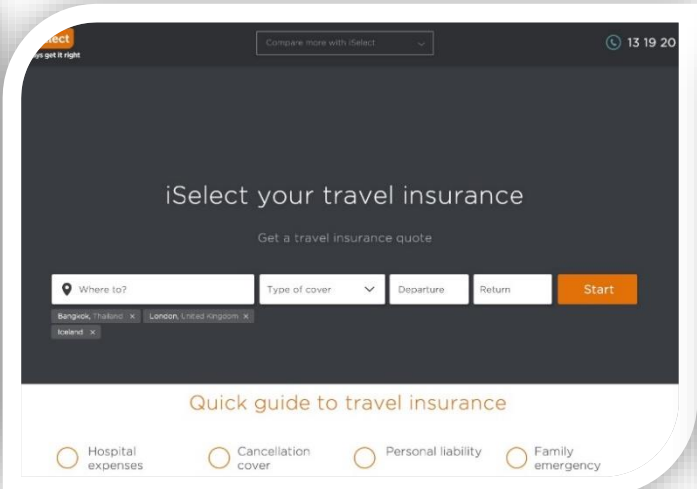 ys get it right
Compare more with iSelect
13 19 20
iSelect your travel insurance
Get a travel insurance quote
Where to?
Type of cover
Departure
Return
Start
Bangkok, Thailand x London, United Kingdom x
Iceland x
Quick guide to travel insurance
Hospital expenses
Cancellation cover
Personal liability
Family emergency